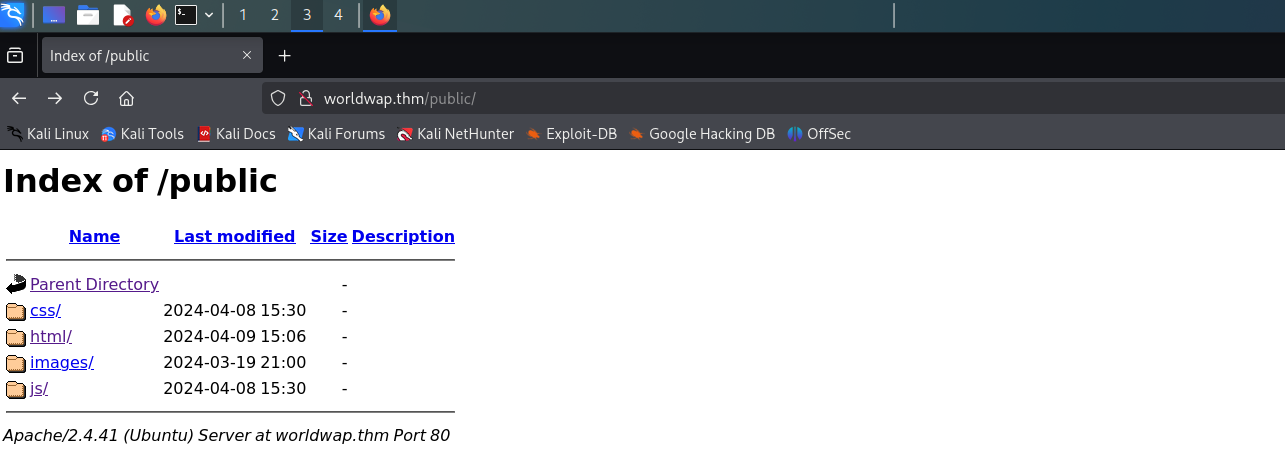 1 2 3 4
Index of /public
worldwap.thm/public/
Kali Linux Kali Tools Kali Docs Kali Forums Kali NetHunter Exploit-DB Google Hacking DB OffSec
Index of /public
Name Last modified Size Description
Parent Directory -
css/ 2024-04-08 15:30 -
html/ 2024-04-09 15:06 -
images/ 2024-03-19 21:00 -
js/ 2024-04-08 15:30 -
Apache/2.4.41 (Ubuntu) Server at worldwap.thm Port 80